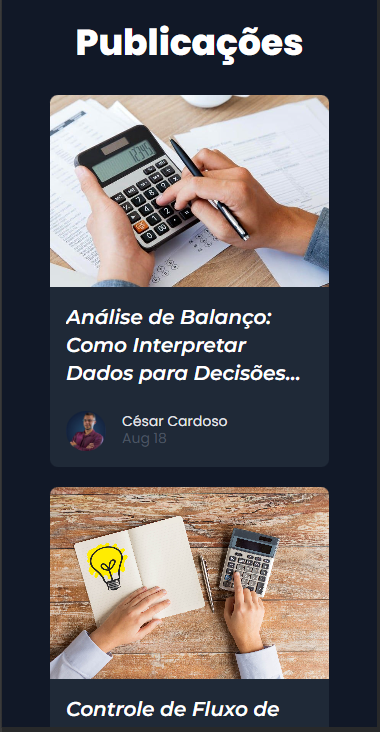 Publicações
Análise de Balanço:
Como Interpretar
Dados para Decisões...
César Cardoso
Aug 18
Controle de Fluxo de